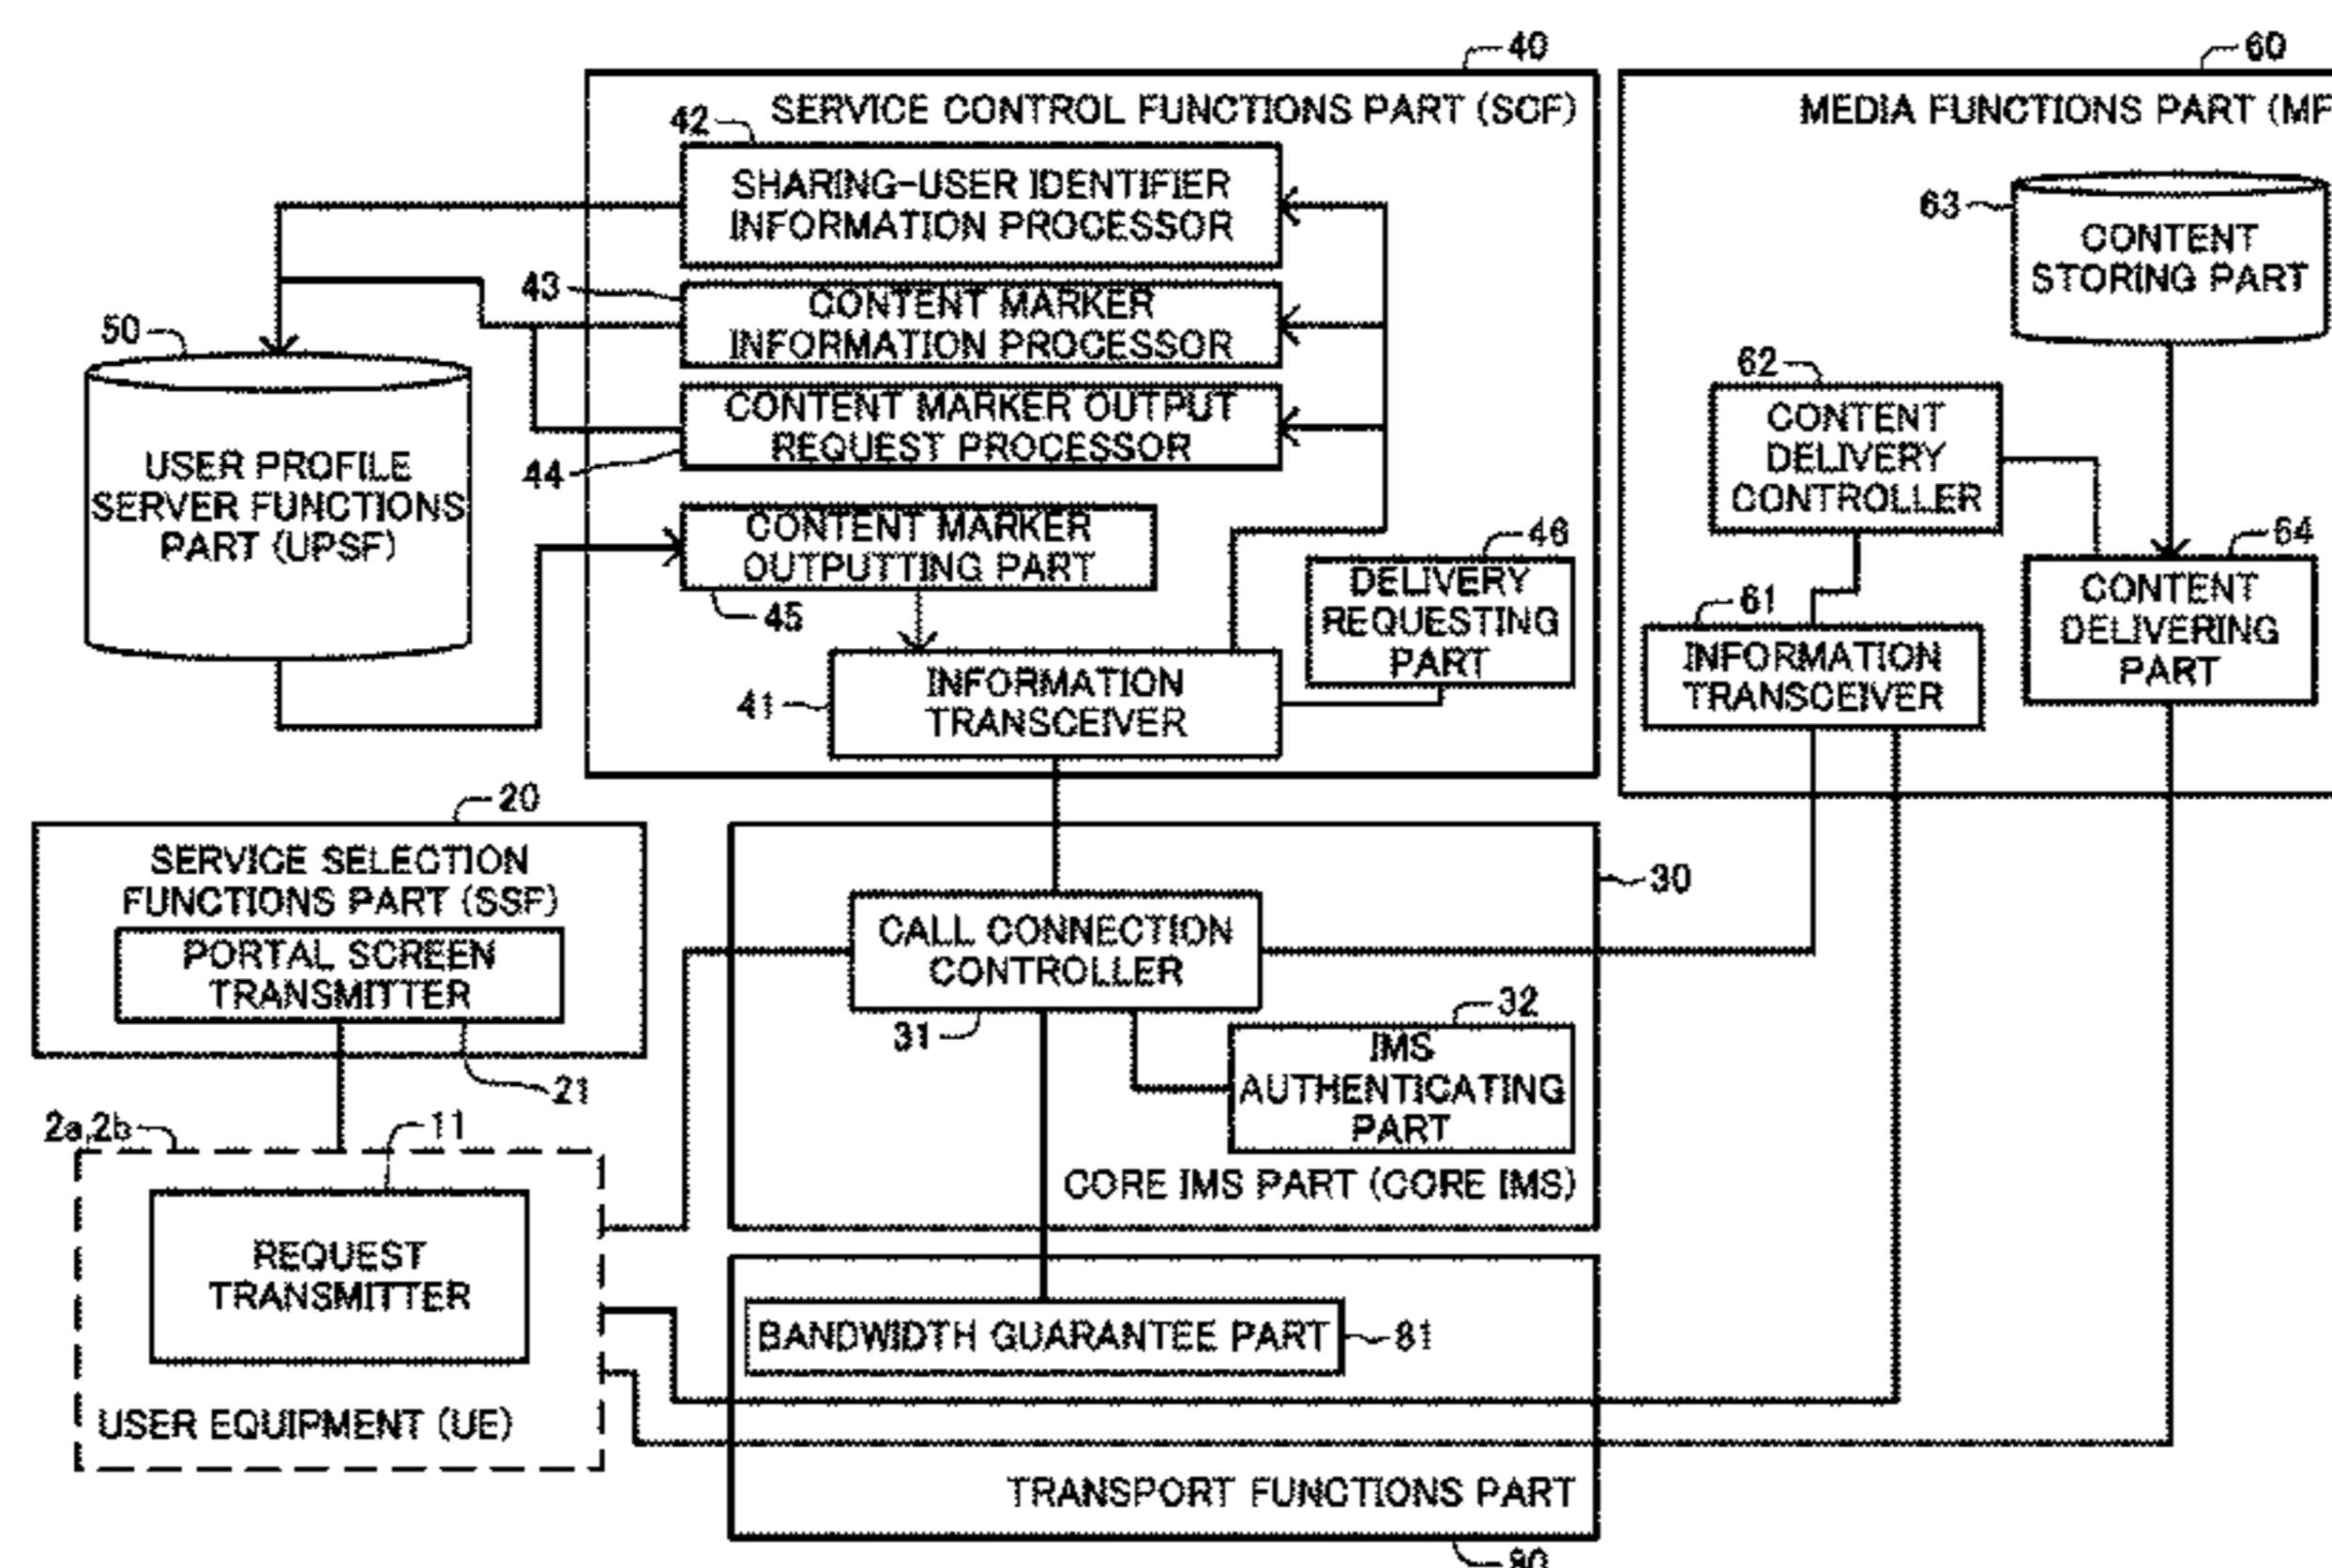 40
60
SERVICE CONTROL FUNCTIONS PART (SCF)
MEDIA FUNCTIONS PART (MF
42
SHARING-USER IDENTIFIER
INFORMATION PROCESSOR
63
CONTENT
STORING PART
43
CONTENT MARKER
INFORMATION PROCESSOR
50
62
CONTENT MARKER OUTPUT
REQUEST PROCESSOR
44
CONTENT
DELIVERY
CONTROLLER
USER PROFILE
SERVER FUNCTIONS
PART (UPSF)
CONTENT MARKER
OUTPUTTING PART
45
46
DELIVERY
REQUESTING
PART
64
CONTENT
DELIVERING
PART
61
INFORMATION
TRANSCEIVER
41
INFORMATION
TRANSCEIVER
20
SERVICE SELECTION
FUNCTIONS PART (SSF)
PORTAL SCREEN
TRANSMITTER
21
30
CALL CONNECTION
CONTROLLER
31
32
IMS
AUTHENTICATING
PART
CORE IMS PART (CORE IMS)
2a,2b
11
REQUEST
TRANSMITTER
USER EQUIPMENT (UE)
BANDWIDTH GUARANTEE PART
81
TRANSPORT FUNCTIONS PART
80